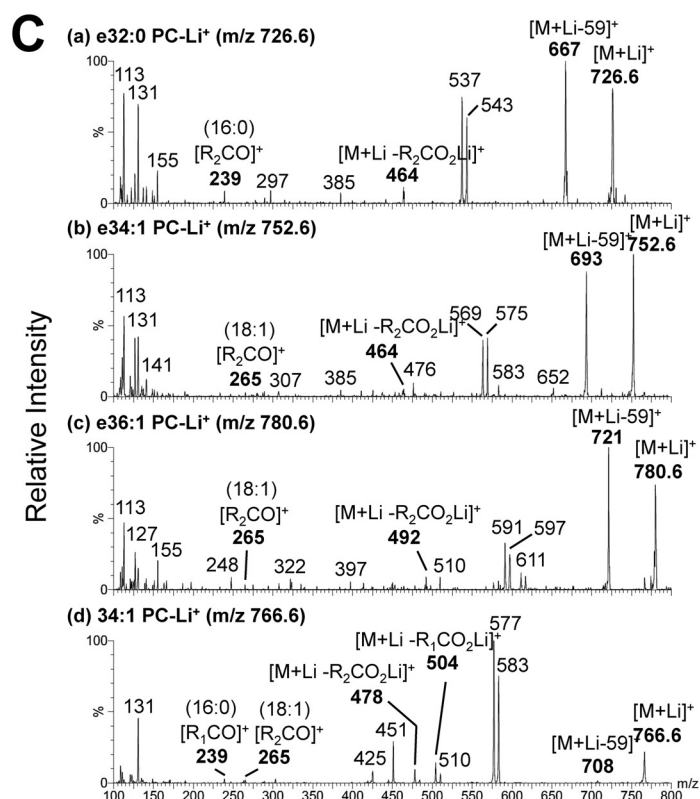 C
(a) e32:0 PC-Li⁺ (m/z 726.6)
[M+Li-59]⁺
667
[M+Li]⁺
726.6
100
%
0
113
131
155
(16:0)
[R₂CO]⁺
239
297
385
[M+Li -R₂CO₂Li]⁺
464
537
543
(b) e34:1 PC-Li⁺ (m/z 752.6)
[M+Li-59]⁺
693
[M+Li]⁺
752.6
100
%
0
113
131
141
(18:1)
[R₂CO]⁺
265
307
385
[M+Li -R₂CO₂Li]⁺
464
476
569
575
583
652
(c) e36:1 PC-Li⁺ (m/z 780.6)
[M+Li-59]⁺
721
[M+Li]⁺
780.6
100
%
0
113
127
155
248
(18:1)
[R₂CO]⁺
265
322
397
[M+Li -R₂CO₂Li]⁺
492
510
591
597
611
(d) 34:1 PC-Li⁺ (m/z 766.6)
100
%
0
131
(16:0)
[R₁CO]⁺
239
(18:1)
[R₂CO]⁺
265
[M+Li -R₂CO₂Li]⁺
478
[M+Li -R₁CO₂Li]⁺
504
425
451
510
577
583
[M+Li-59]⁺
708
[M+Li]⁺
766.6
100 150 200 250 300 350 400 450 500 550 600 650 700 750 800 m/z
Relative Intensity